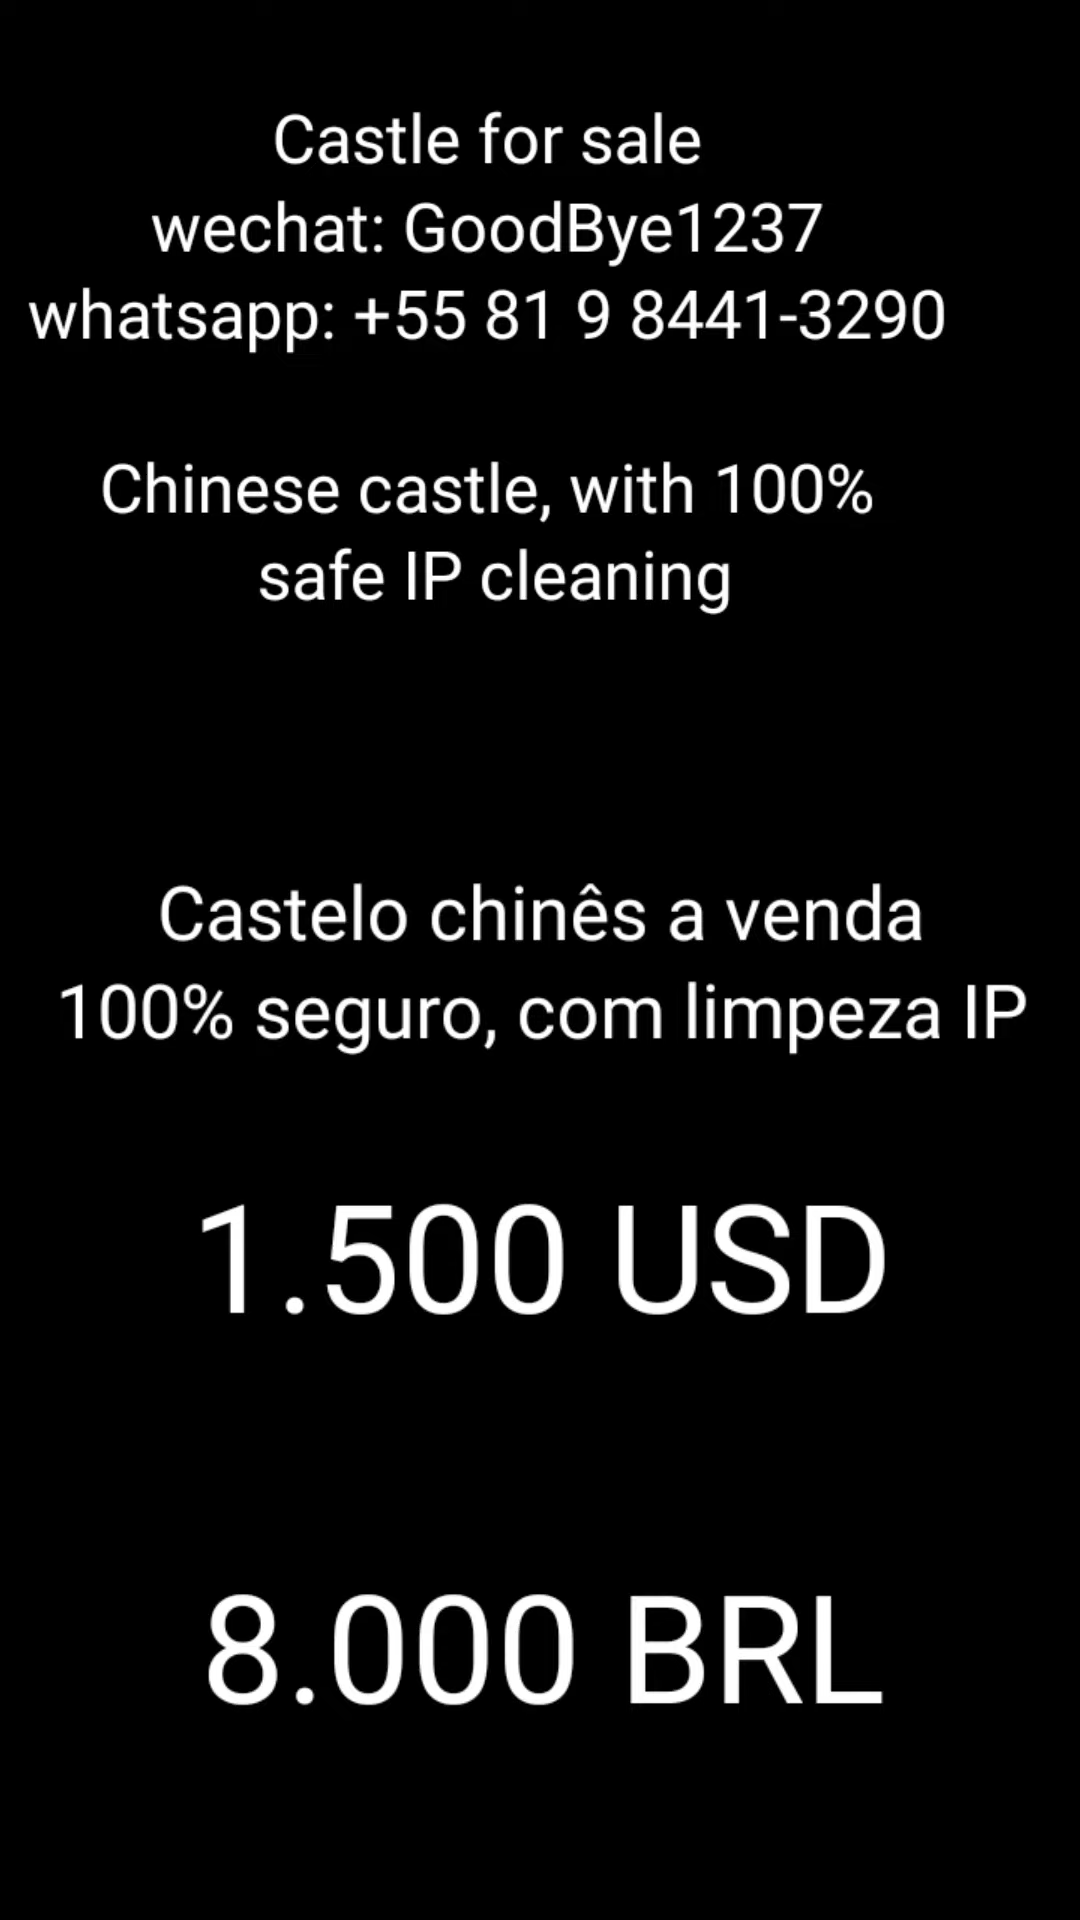 Castle for sale
wechat: GoodBye1237
whatsapp: +55 81 9 8441-3290
Chinese castle, with 100%
safe IP cleaning
Castelo chinês a venda
100% seguro, com limpeza IP
1.500 USD
8.000 BRL